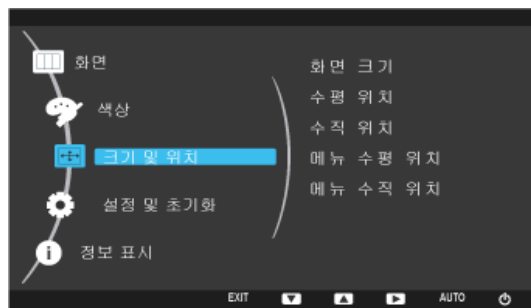 화면
색상
크기 및 위치
설정 및 초기화
정보 표시
화면 크기
수평 위치
수직 위치
메뉴 수평 위치
메뉴 수직 위치
EXIT AUTO